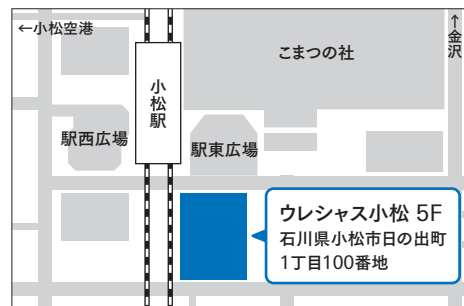 ←小松空港
↑金沢
こまつの社
小松駅
駅西広場
駅東広場
ウレシャス小松 5F
石川県小松市日の出町
1丁目100番地